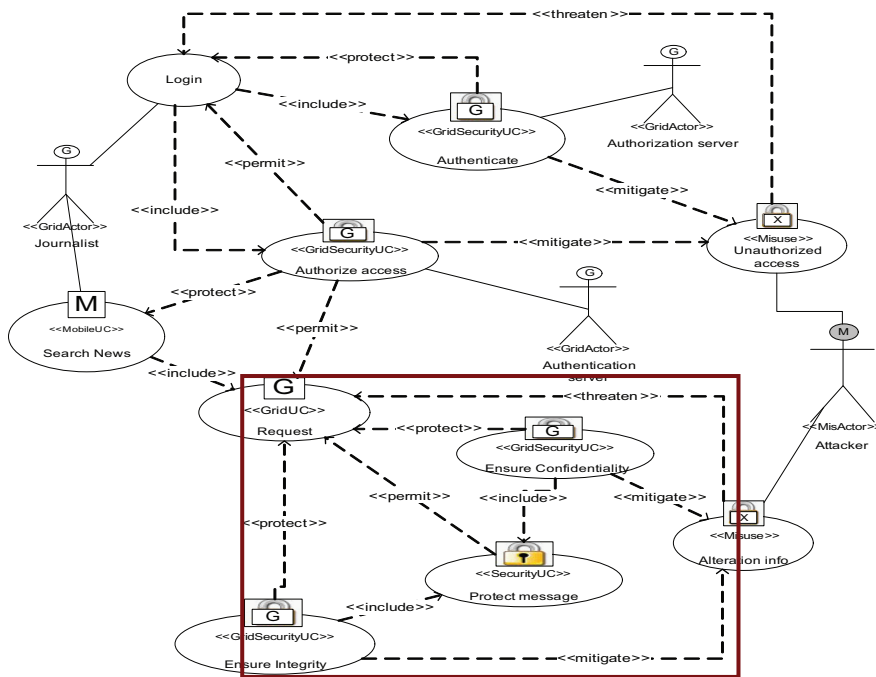 <<threaten>>
<<protect>>
G
Login
<<include>>
G
<<GridSecurityUC>>
Authenticate
<<GridActor>>
Authorization server
G
<<permit>>
<<mitigate>>
<<include>>
<<GridActor>>
Journalist
G
<<GridSecurityUC>>
Authorize access
<<mitigate>>
x
<<Misuse>>
Unauthorized
access
G
<<protect>>
M
<<MobileUC>>
Search News
<<permit>>
<<GridActor>>
Authentication
server
M
<<include>>
G
<<GridUC>>
Request
<<threaten>>
<<protect>>
G
<<GridSecurityUC>>
Ensure Confidentiality
<<MisActor>>
Attacker
<<permit>>
<<include>>
<<mitigate>>
x
<<Misuse>>
Alteration info
<<protect>>
<<SecurityUC>>
Protect message
<<include>>
G
<<GridSecurityUC>>
Ensure Integrity
<<mitigate>>